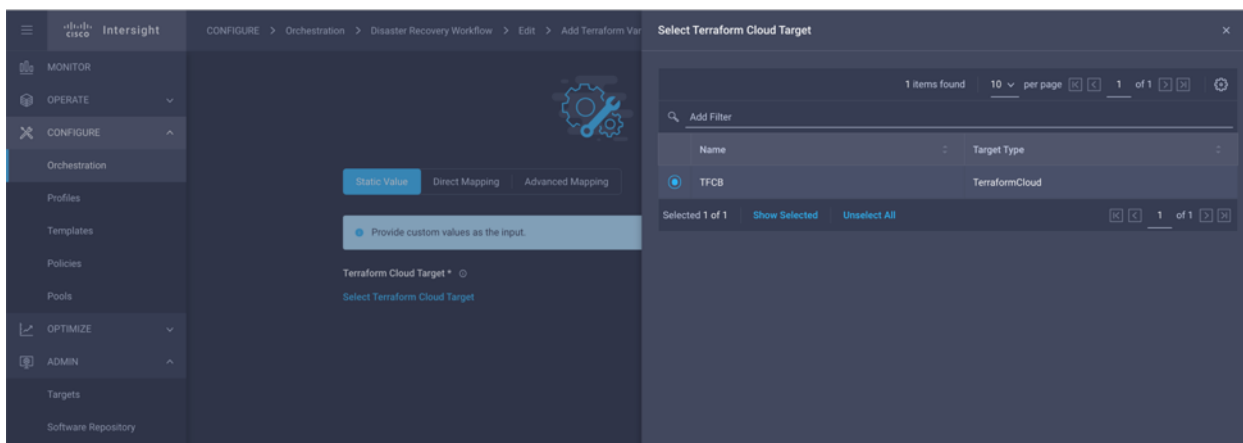 cisco Intersight
CONFIGURE > Orchestration > Disaster Recovery Workflow > Edit > Add Terraform Var
Select Terraform Cloud Target
MONITOR
OPERATE
CONFIGURE
Orchestration
Profiles
Templates
Policies
Pools
OPTIMIZE
ADMIN
Targets
Software Repository
Static Value Direct Mapping Advanced Mapping
Provide custom values as the input.
Terraform Cloud Target *
Select Terraform Cloud Target
1 items found 10 per page 1 of 1
Add Filter
Name Target Type
TFCB TerraformCloud
Selected 1 of 1 Show Selected Unselect All 1 of 1